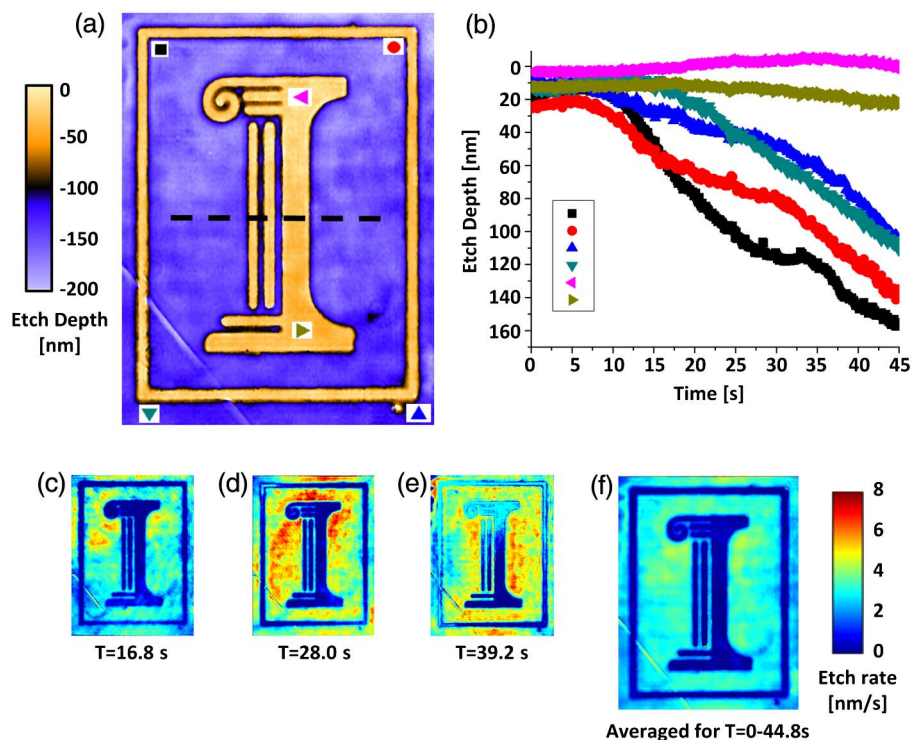 (a)
0
-50
-100
-150
-200
Etch Depth
[nm]
(b)
0
20
40
60
80
100
120
140
160
Etch Depth [nm]
0 5 10 15 20 25 30 35 40 45
Time [s]
(c)
T=16.8 s
(d)
T=28.0 s
(e)
T=39.2 s
(f)
Averaged for T=0-44.8s
8
6
4
2
0
Etch rate
[nm/s]